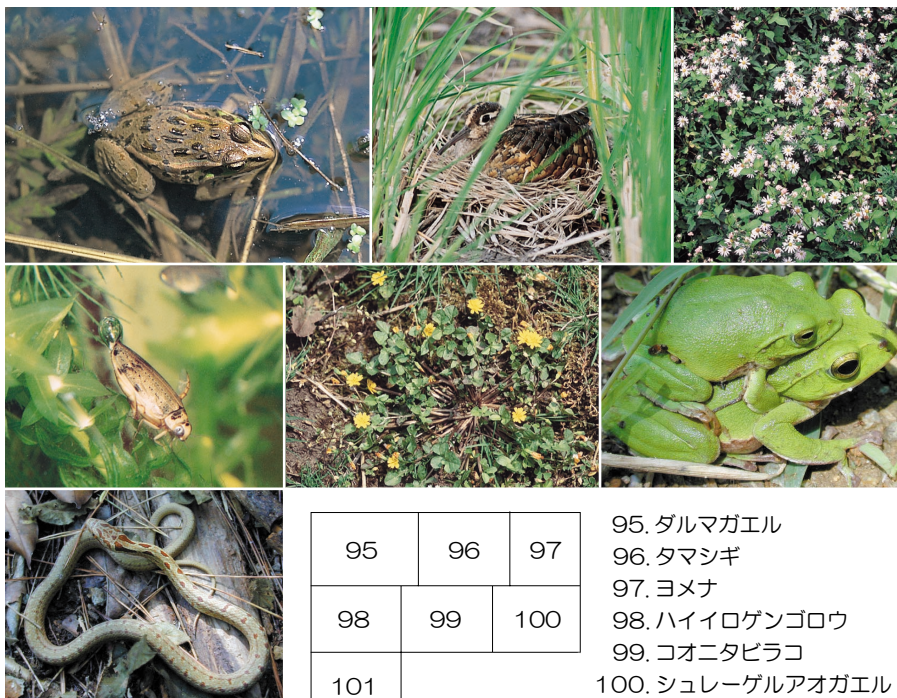 95 96 97
98 99 100
101
95. ダルマガエル
96. タマシギ
97. ヨメナ
98. ハイイロゲンゴロウ
99. コオニタビラコ
100. シュレーゲルアオガエル